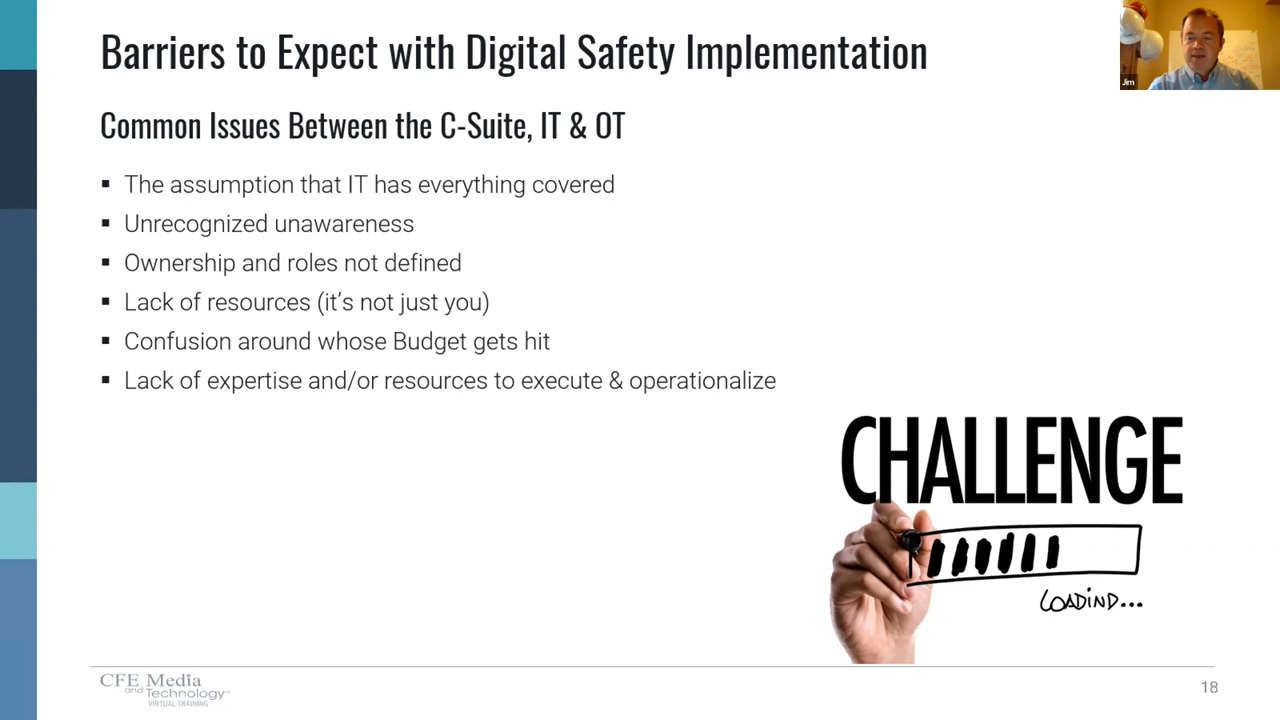 Barriers to Expect with Digital Safety Implementation
Jim
Common Issues Between the C-Suite, IT & OT
▪ The assumption that IT has everything covered
▪ Unrecognized unawareness
▪ Ownership and roles not defined
▪ Lack of resources (it’s not just you)
▪ Confusion around whose Budget gets hit
▪ Lack of expertise and/or resources to execute & operationalize
CHALLENGE
LOADIND...
CFE Media
and Technology™
VIRTUAL TRAINING
18